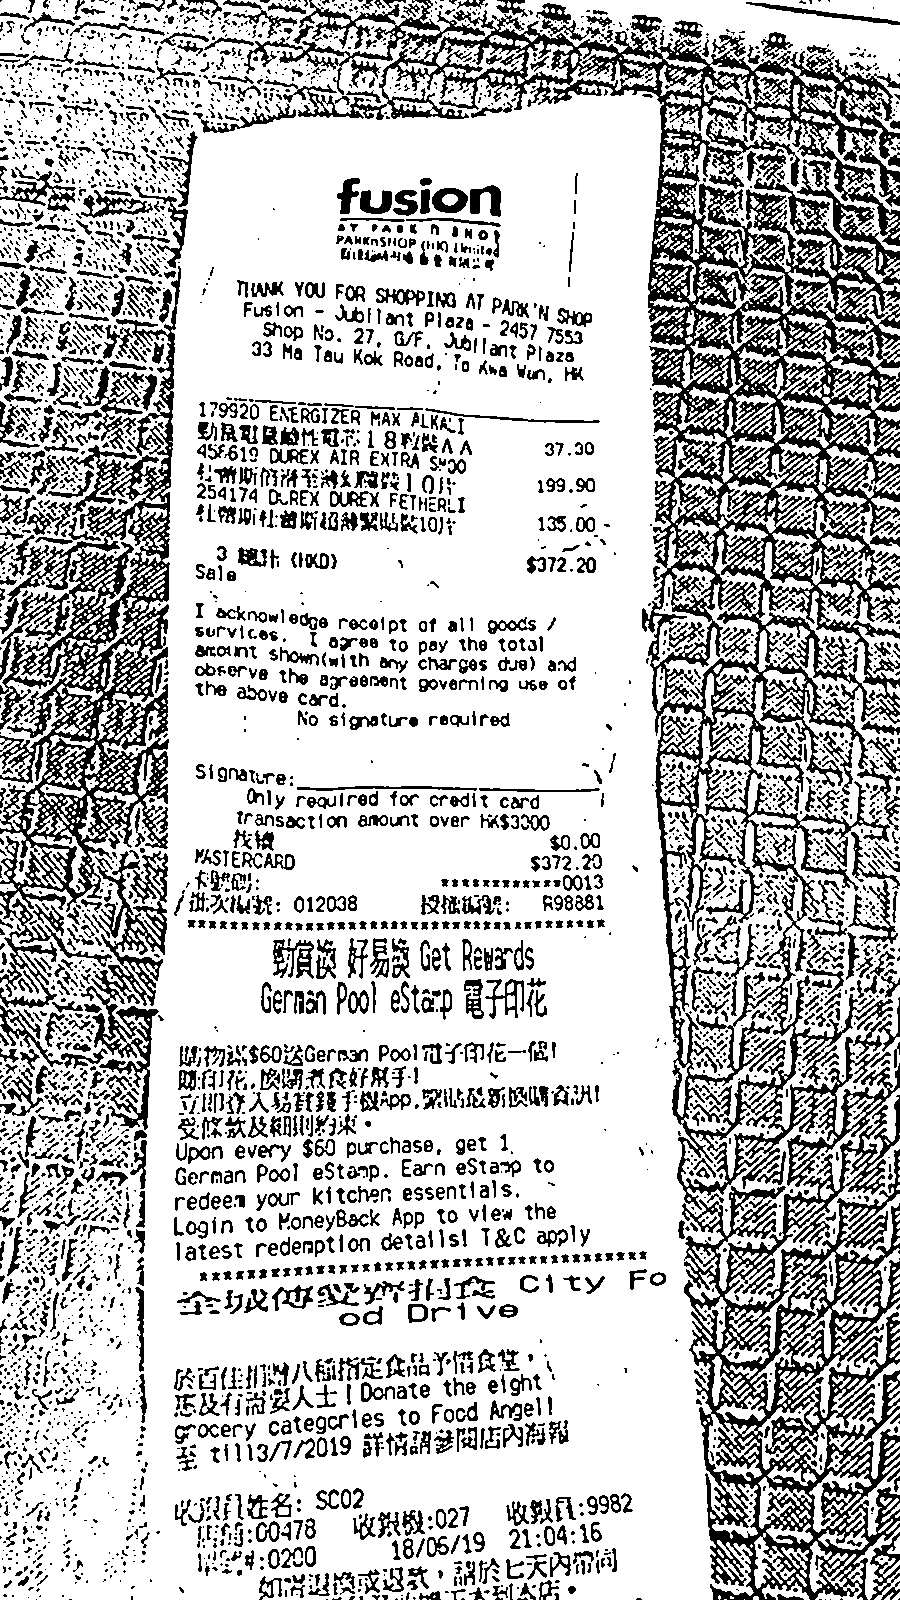 fusion
BY PARK n SHOP
PARKnSHOP (HK) Limited
THANK YOU FOR SHOPPING AT PARK'N SHOP
Fusion - Jubilant Plaza - 2457 7553
Shop No. 27, G/F, Jubilant Plaza
33 Ma Tau Kok Road, To Kwa Wan, HK
179920 ENERGIZER MAX ALKALI
勁量電量鹼性電芯18粒裝AA 37.30
458619 DUREX AIR EXTRA SMOO
10片 199.90
254174 DUREX DUREX FETHERLI
杜蕾斯杜蕾斯超薄緊貼裝10片 135.00
3 總計 (HKD) $372.20
Sale
I acknowledge receipt of all goods /
services. I agree to pay the total
amount shown(with any charges due) and
observe the agreement governing use of
the above card.
No signature required
Signature:
Only required for credit card
transaction amount over HK$3000
找續 $0.00
MASTERCARD $372.20
卡號碼: ************0013
批次編號: 012038 授權編號: R98881
****************************************
勁賞換 好易換 Get Rewards
German Pool eStamp 電子印花
購物滿$60送German Pool電子印花一個!
儲印花,換購煮食好幫手!
立即登入易賞錢手機App,緊貼最新換購資訊!
受條款及細則約束。
Upon every $60 purchase, get 1
German Pool eStamp. Earn eStamp to
redeem your kitchen essentials.
Login to MoneyBack App to view the
latest redemption details! T&C apply
****************************************
全城傳愛齊捐食 City Fo
od Drive
於百佳捐贈八種指定食品予惜食堂,
惠及有需要人士!Donate the eight
grocery categories to Food Angel!
至 till3/7/2019 詳情請參閱店內海報
收銀員姓名: SC02
店鋪:00478 收銀機:027 收銀員:9982
:0200 18/06/19 21:04:16
如需退換或退款,請於七天內帶同